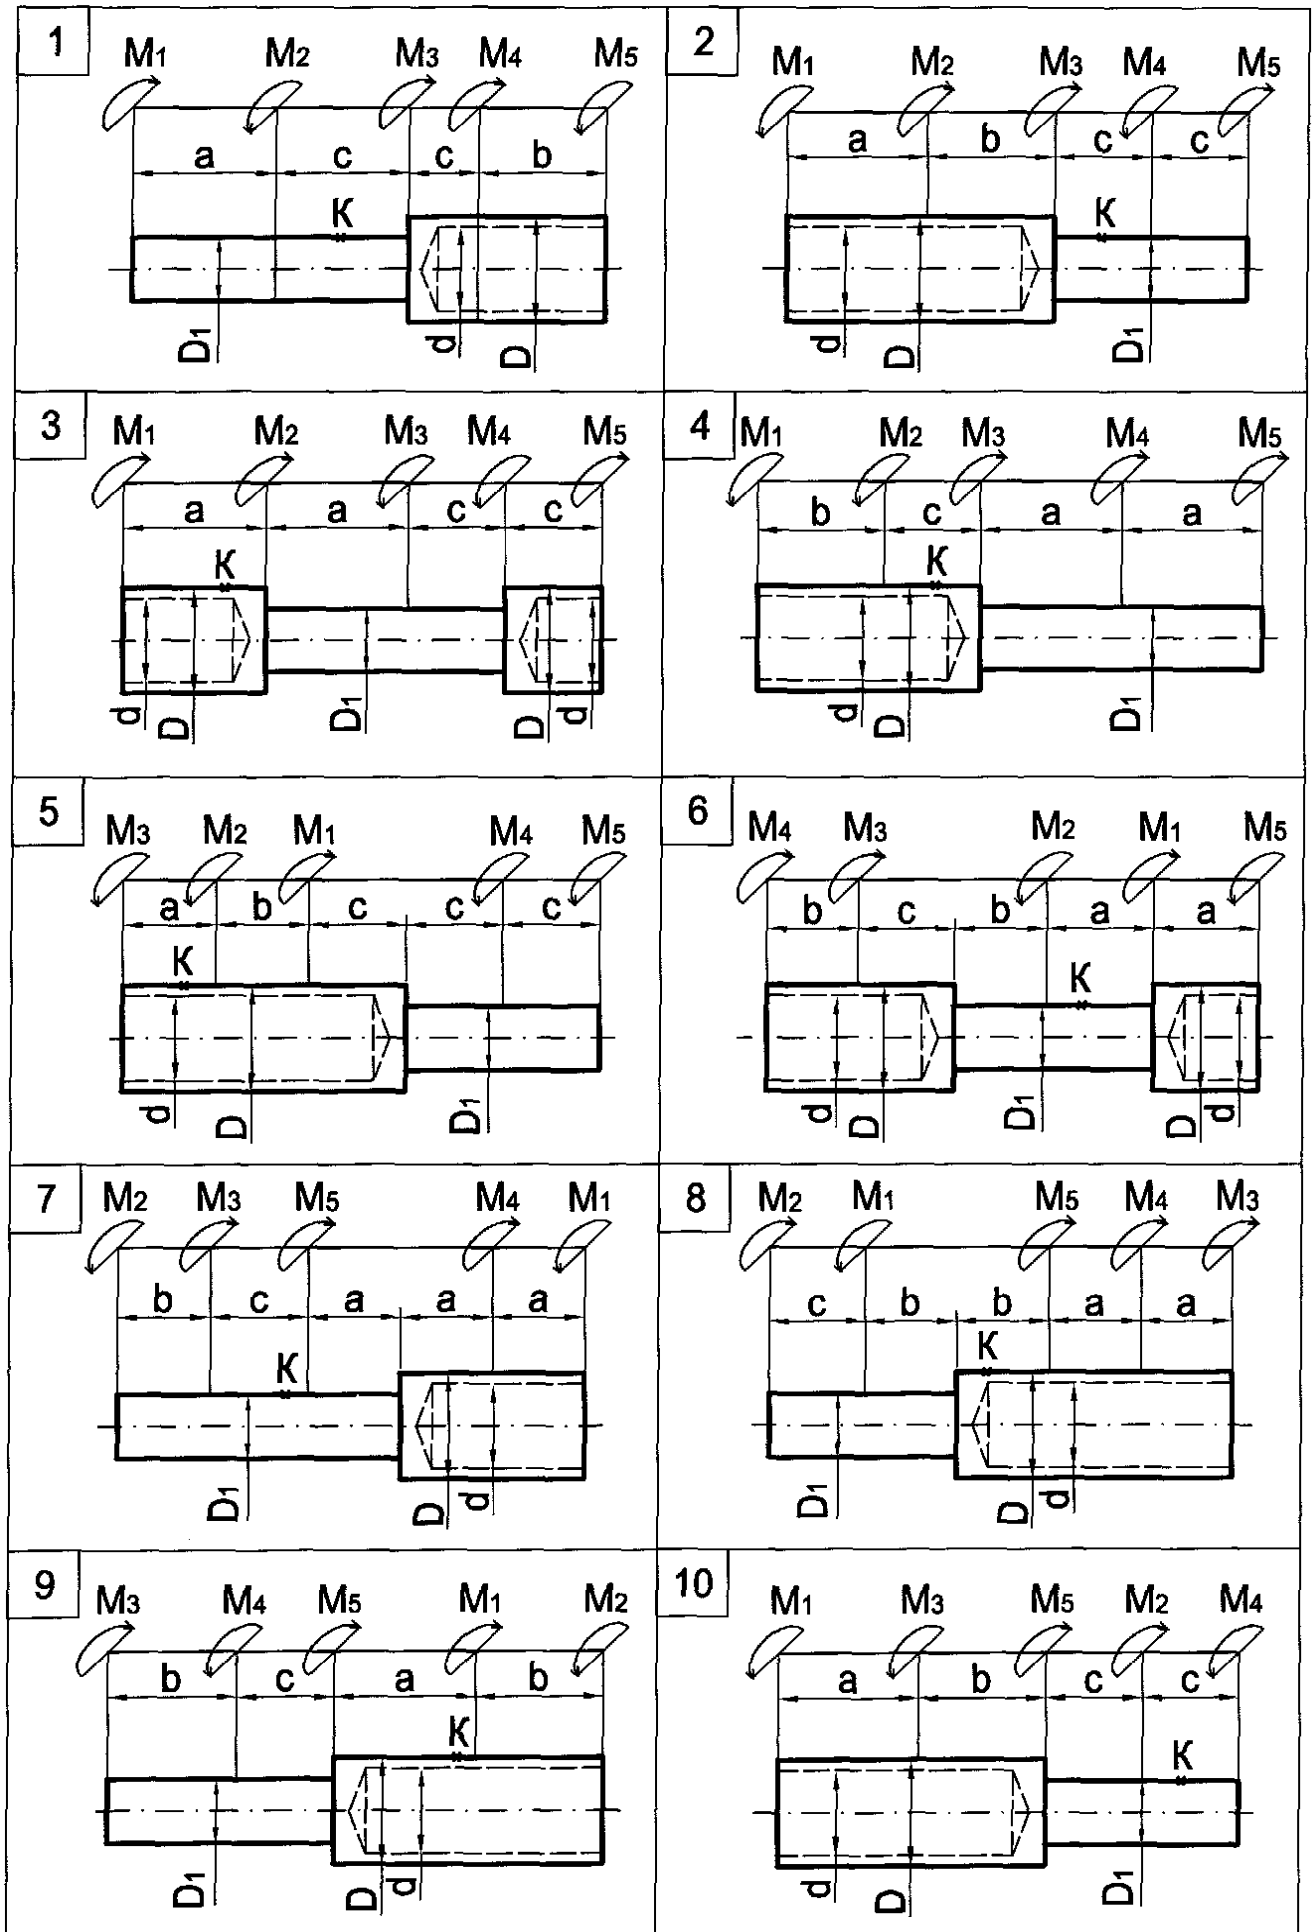 1
M1 M2 M3 M4 M5
a c c b
K
D1 d D
2
M1 M2 M3 M4 M5
a b c c
K
d D D1
3
M1 M2 M3 M4 M5
a a c c
K
d D D1 D d
4
M1 M2 M3 M4 M5
b c a a
K
d D D1
5
M3 M2 M1 M4 M5
a b c c c
K
d D D1
6
M4 M3 M2 M1 M5
b c b a a
K
d D D1 D d
7
M2 M3 M5 M4 M1
b c a a a
K
D1 D d
8
M2 M1 M5 M4 M3
c b b a a
K
D1 D d
9
M3 M4 M5 M1 M2
b c a b
K
D1 D d
10
M1 M3 M5 M2 M4
a b c c
K
d D D1